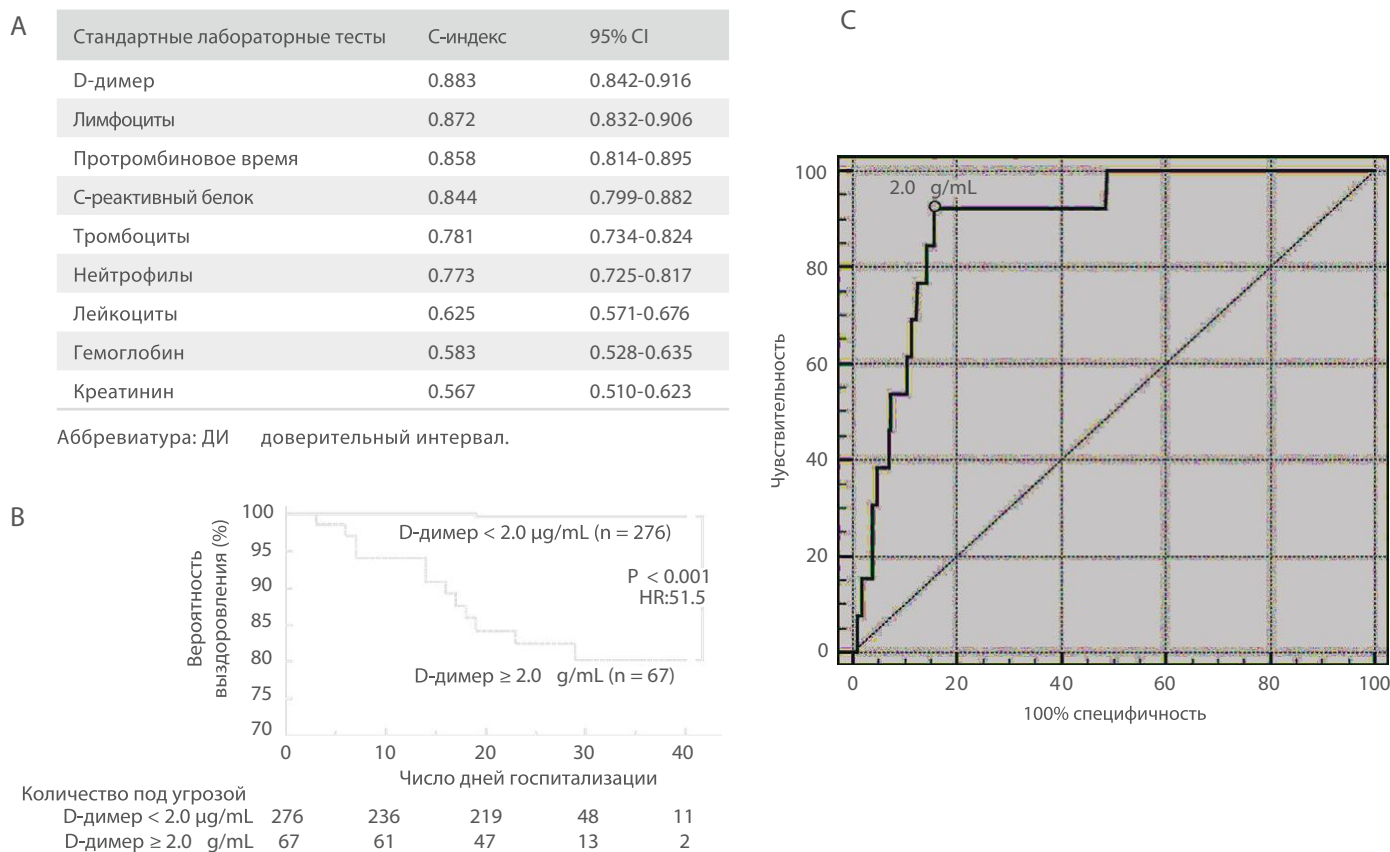 A
Стандартные лабораторные тесты С-индекс 95% CI
D-димер 0.883 0.842-0.916
Лимфоциты 0.872 0.832-0.906
Протромбиновое время 0.858 0.814-0.895
С-реактивный белок 0.844 0.799-0.882
Тромбоциты 0.781 0.734-0.824
Нейтрофилы 0.773 0.725-0.817
Лейкоциты 0.625 0.571-0.676
Гемоглобин 0.583 0.528-0.635
Креатинин 0.567 0.510-0.623
Аббревиатура: ДИ доверительный интервал.
B
Вероятность
выздоровления (%)
100
95
90
85
80
75
70
D-димер < 2.0 µg/mL (n = 276)
P < 0.001
HR:51.5
D-димер ≥ 2.0 g/mL (n = 67)
0 10 20 30 40
Число дней госпитализации
Количество под угрозой
D-димер < 2.0 µg/mL 276 236 219 48 11
D-димер ≥ 2.0 g/mL 67 61 47 13 2
C
Чувствительность
100
80
60
40
20
0
2.0 g/mL
0 20 40 60 80 100
100% специфичность